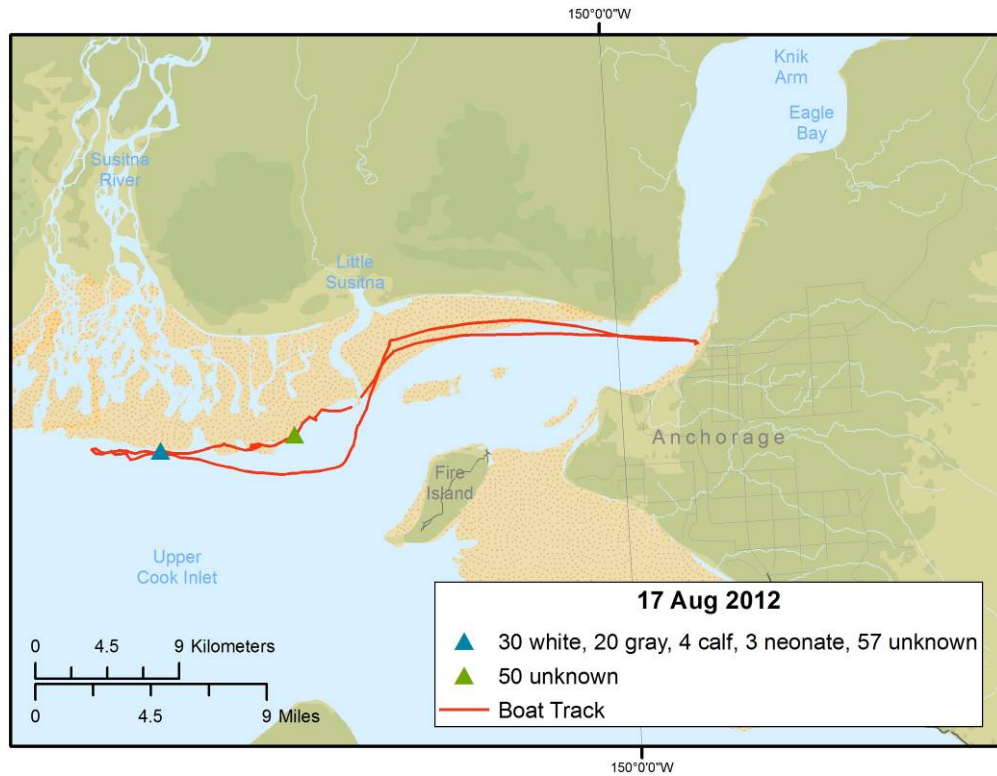 150°0'0"W
Knik
Arm
Eagle
Bay
Susitna
River
Little
Susitna
Anchorage
Fire
Island
Upper
Cook Inlet
0 4.5 9 Kilometers
0 4.5 9 Miles
17 Aug 2012
30 white, 20 gray, 4 calf, 3 neonate, 57 unknown
50 unknown
Boat Track
150°0'0"W